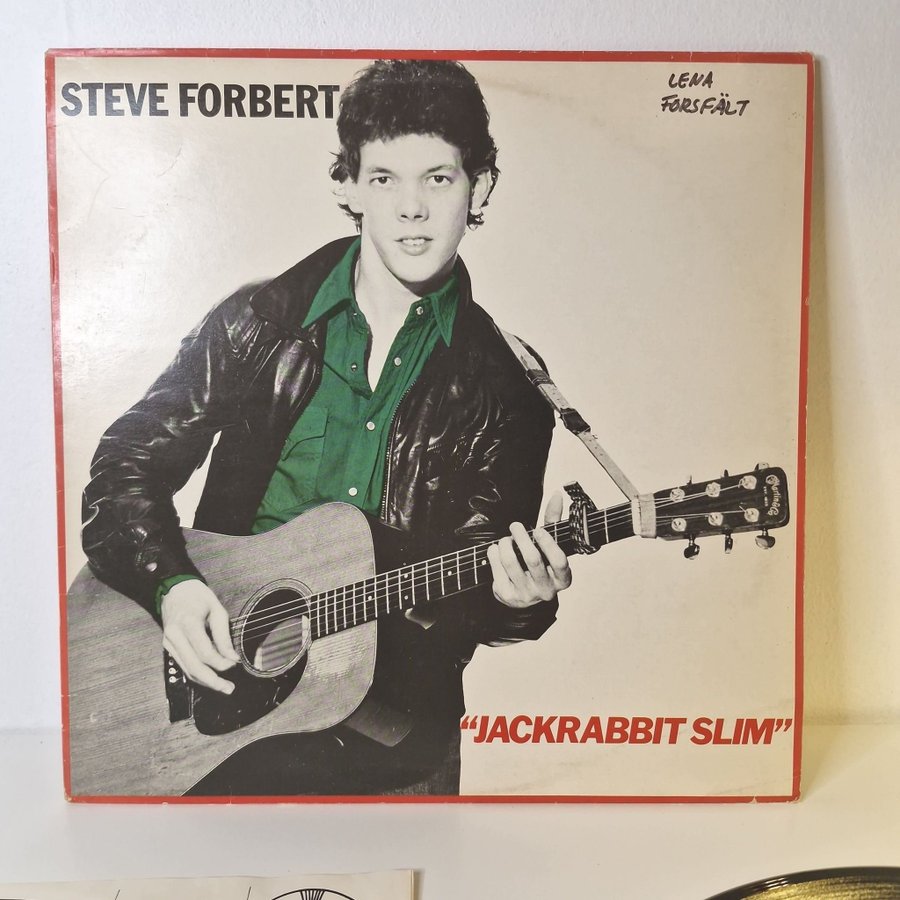 STEVE FORBERT
LENA
FORSFÄLT
"JACKRABBIT SLIM"